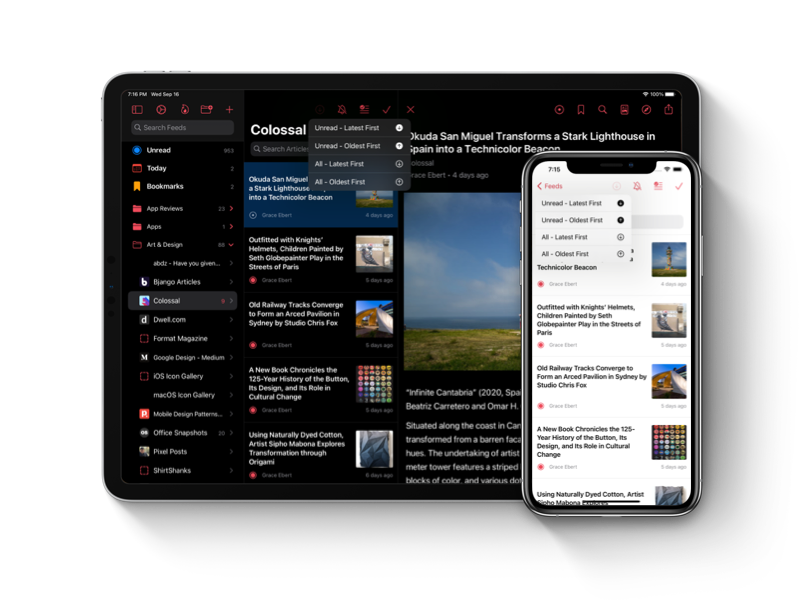 7:16 PM Wed Sep 16
100%
Search Feeds
Unread 953
Today 2
Bookmarks 2
App Reviews 23
Apps 1
Art & Design 88
abdz - Have you given...
Bjango Articles
Colossal 9
Dwell.com
Format Magazine
Google Design - Medium
iOS Icon Gallery
macOS Icon Gallery
Mobile Design Patterns...
Office Snapshots 20
Pixel Posts
ShirtShanks
Colossal
Search Articles
Unread - Latest First
Unread - Oldest First
All - Latest First
All - Oldest First
Okuda San Miguel
a Stark Lighthouse
into a Technicolor Beacon
Grace Ebert 4 days ago
Outfitted with Knights'
Helmets, Children Painted by
Seth Globepainter Play in the
Streets of Paris
Grace Ebert 5 days ago
Old Railway Tracks Converge
to Form an Arced Pavilion in
Sydney by Studio Chris Fox
Grace Ebert 5 days ago
A New Book Chronicles the
125-Year History of the Button,
Its Design, and Its Role in
Cultural Change
Grace Ebert 5 days ago
Using Naturally Dyed Cotton,
Artist Sipho Mabona Explores
Transformation through
Origami
Grace Ebert 6 days ago
Okuda San Miguel Transforms a Stark Lighthouse in
Spain into a Technicolor Beacon
Colossal
Grace Ebert - 4 days ago
"Infinite Cantabria" (2020, Spa
Beatriz Carretero and Omar H.
Situated along the coast in Can
transformed from a barren faca
hues. The undertaking of artist
meter tower features a striped
blocks of color, and various dot
7:15
Feeds
Unread - Latest First
Unread - Oldest First
All - Latest First
All - Oldest First
Technicolor Beacon
Grace Ebert 4 days ago
Outfitted with Knights' Helmets,
Children Painted by Seth
Globepainter Play in the Streets
of Paris
Grace Ebert 5 days ago
Old Railway Tracks Converge to
Form an Arced Pavilion in Sydney
by Studio Chris Fox
Grace Ebert 5 days ago
A New Book Chronicles the 125-
Year History of the Button, Its
Design, and Its Role in Cultural
Change
Grace Ebert 5 days ago
Using Naturally Dyed Cotton, Artist
Sipho Mabona Explores